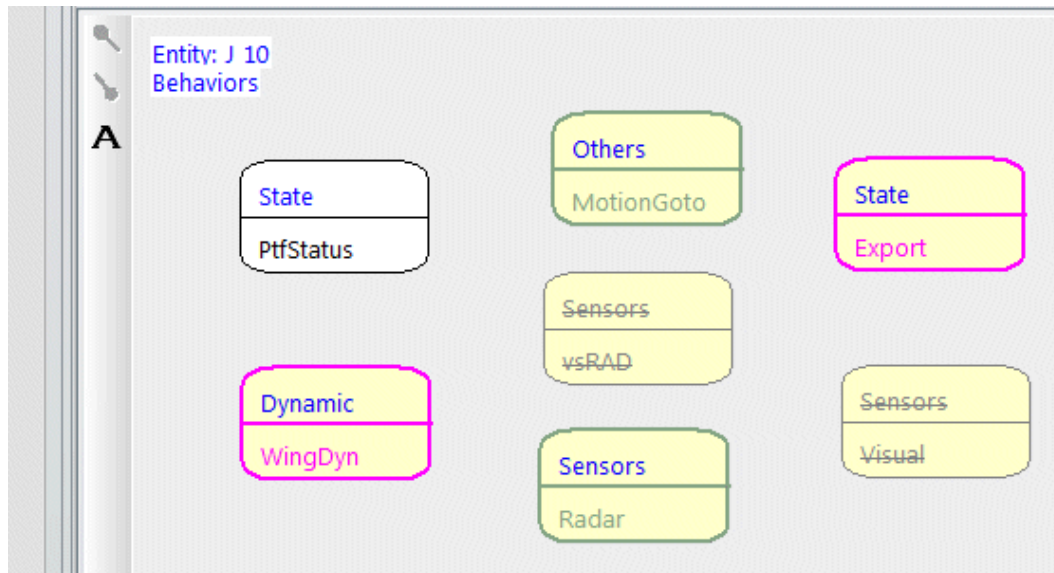 Entity: J 10
Behaviors
A
State
PtfStatus
Others
MotionGoto
State
Export
Sensors
vsRAD
Dynamic
WingDyn
Sensors
Radar
Sensors
Visual